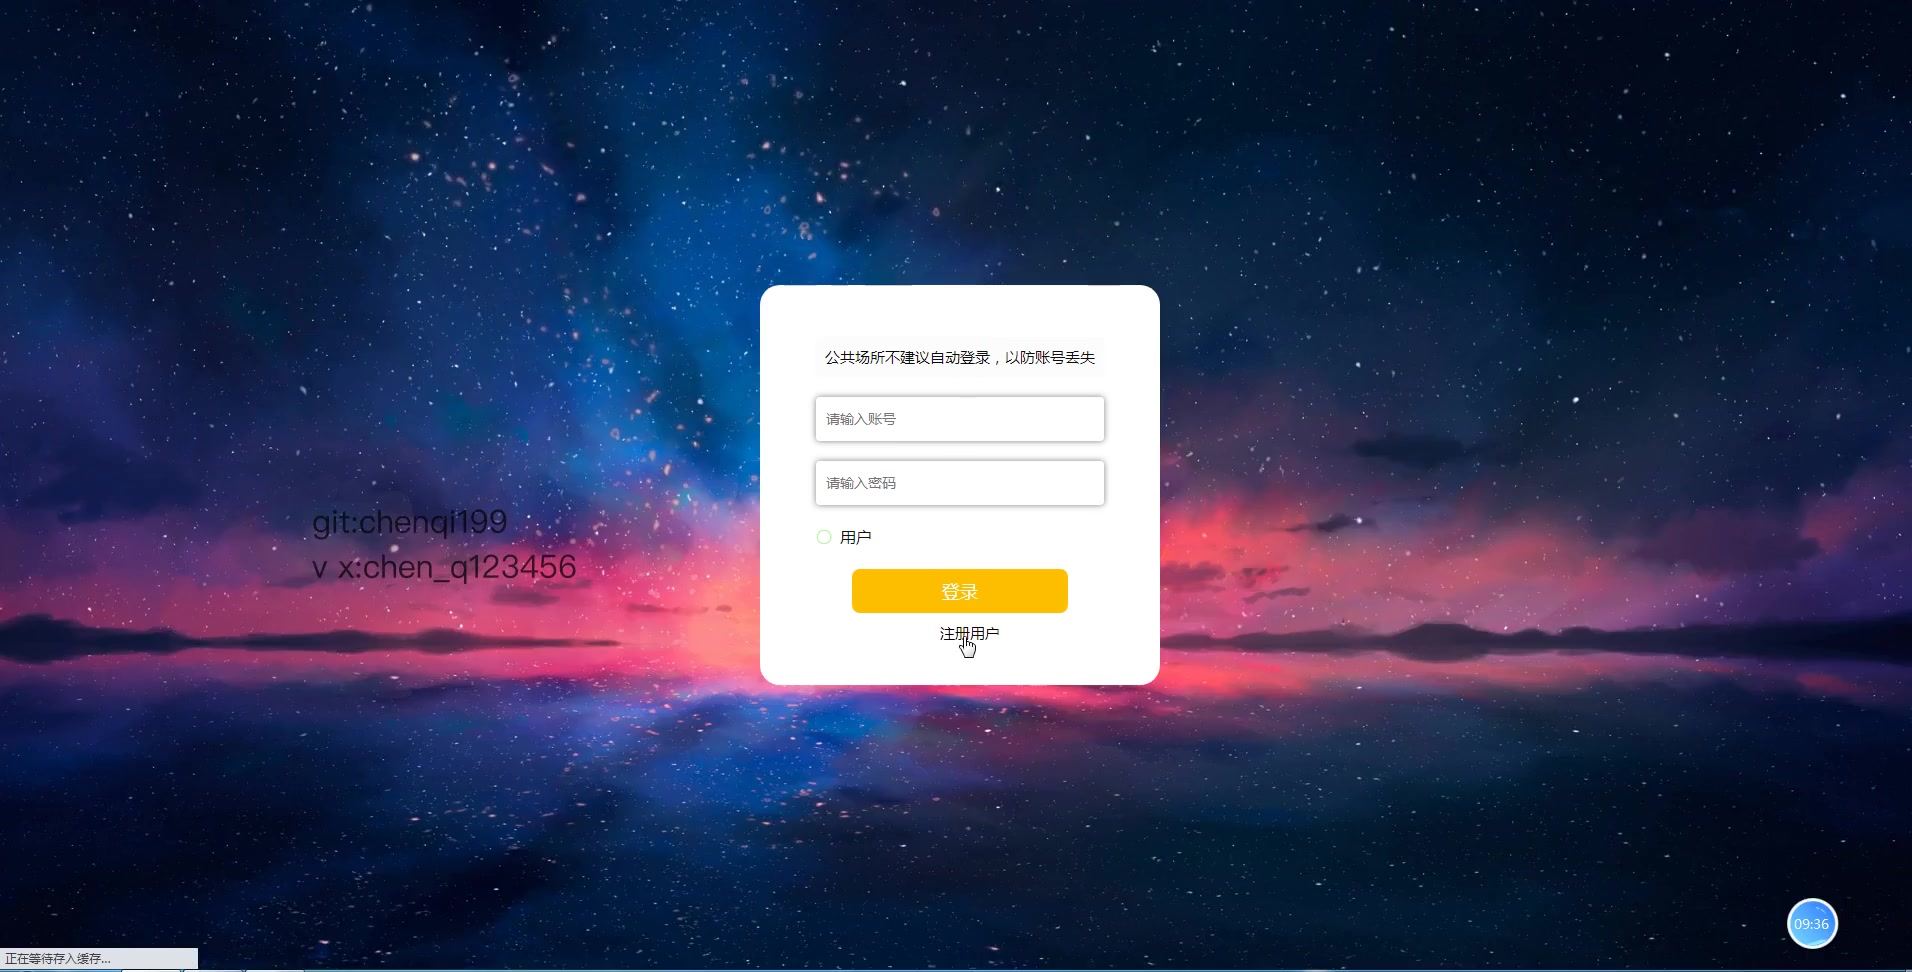 公共场所不建议自动登录，以防账号丢失
请输入账号
请输入密码
git:chenqi199
v x:chen_q123456
用户
登录
注册用户
09:36
正在等待存入缓存...